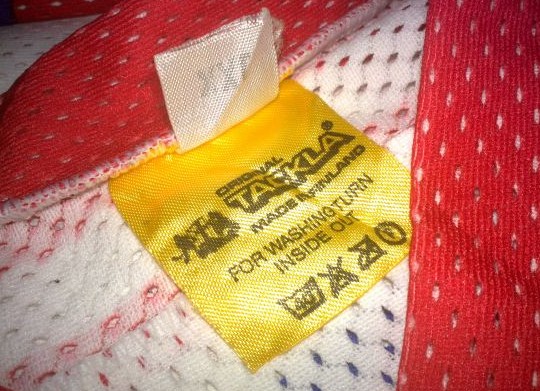 ORIGINAL
TACKLA®
MADE IN FINLAND
FOR WASHING TURN
INSIDE OUT